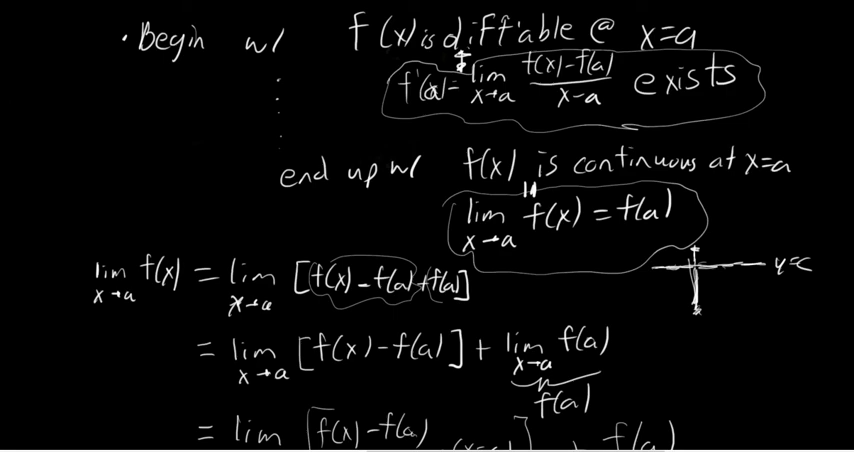 • Begin w/ f(x) is diff'able @ x=a
f'(a) = lim x→a (f(x)-f(a))/(x-a) exists
end up w/ f(x) is continuous at x=a
lim x→a f(x) = f(a)
y=c
lim x→a f(x) = lim x→a [f(x)-f(a)+f(a)]
= lim x→a [f(x)-f(a)] + lim x→a f(a)
f(a)
= lim [f(x)-f(a)